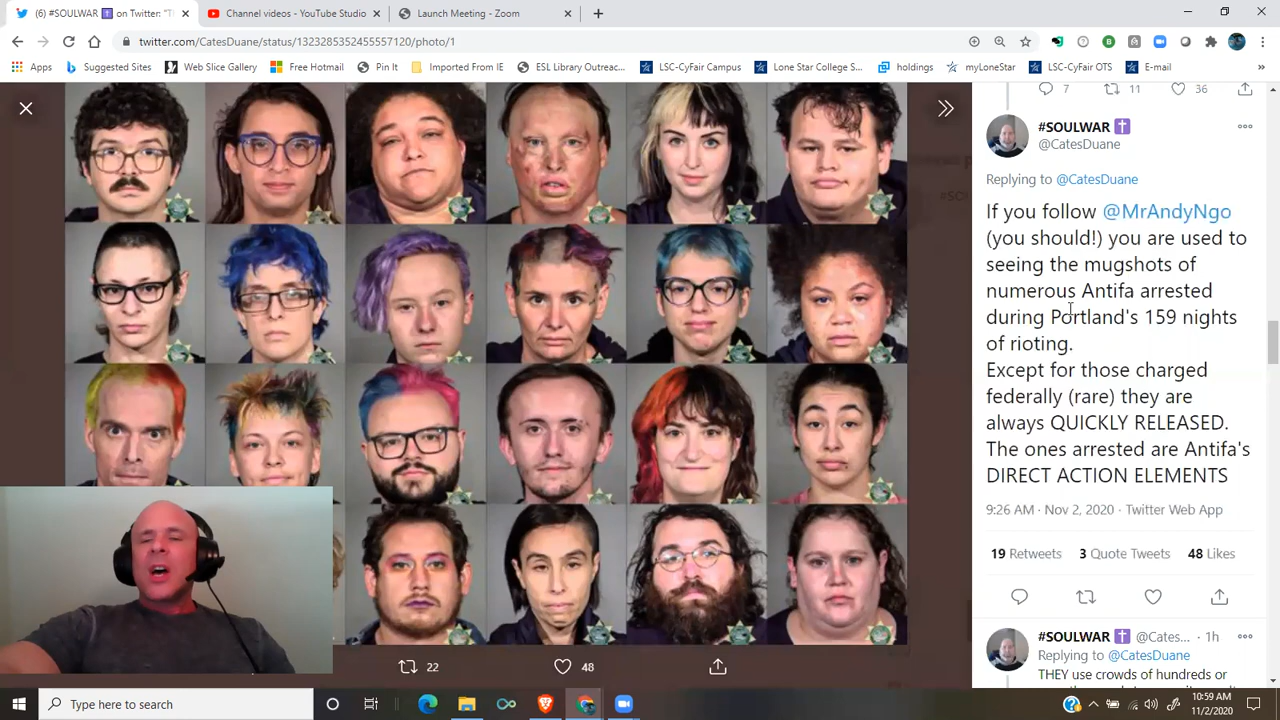 (6) #SOULWAR ✝ on Twitter: "T
Channel videos - YouTube Studio
Launch Meeting - Zoom
twitter.com/CatesDuane/status/1323285352455557120/photo/1
Apps
Suggested Sites
Web Slice Gallery
Free Hotmail
Pin It
Imported From IE
ESL Library Outreac...
LSC-CyFair Campus
Lone Star College S...
holdings
myLoneStar
LSC-CyFair OTS
E-mail
»
7 11 36
#SOULWAR ✝
@CatesDuane
Replying to @CatesDuane
If you follow @MrAndyNgo
(you should!) you are used to
seeing the mugshots of
numerous Antifa arrested
during Portland's 159 nights
of rioting.
Except for those charged
federally (rare) they are
always QUICKLY RELEASED.
The ones arrested are Antifa's
DIRECT ACTION ELEMENTS
9:26 AM · Nov 2, 2020 · Twitter Web App
19 Retweets 3 Quote Tweets 48 Likes
#SOULWAR ✝ @Cates... · 1h
Replying to @CatesDuane
THEY use crowds of hundreds or
22 48
Type here to search
10:59 AM
11/2/2020